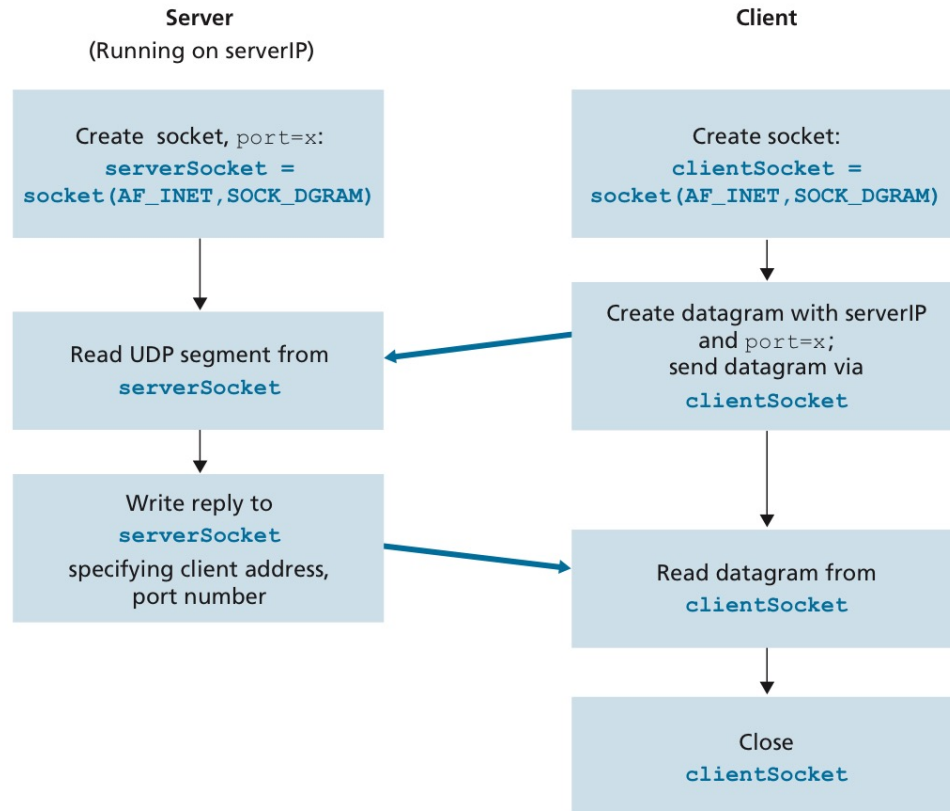 Server
(Running on serverIP)
Create socket, port=x:
serverSocket =
socket(AF_INET,SOCK_DGRAM)
Read UDP segment from
serverSocket
Write reply to
serverSocket
specifying client address,
port number
Client
Create socket:
clientSocket =
socket(AF_INET,SOCK_DGRAM)
Create datagram with serverIP
and port=x;
send datagram via
clientSocket
Read datagram from
clientSocket
Close
clientSocket